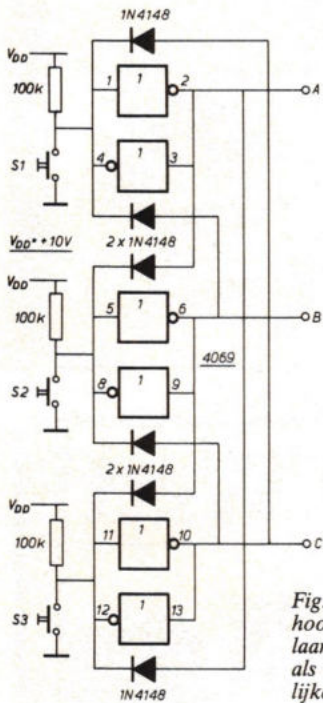 1N4148
VDD
100k
1
1
2
A
4
1
3
S1
VDD = +10V
2 x 1N4148
VDD
100k
5
1
6
B
4069
8
1
9
S2
2 x 1N4148
VDD
100k
11
1
10
C
12
1
13
S3
1N4148
Fig
hoo
laan
als
lijke